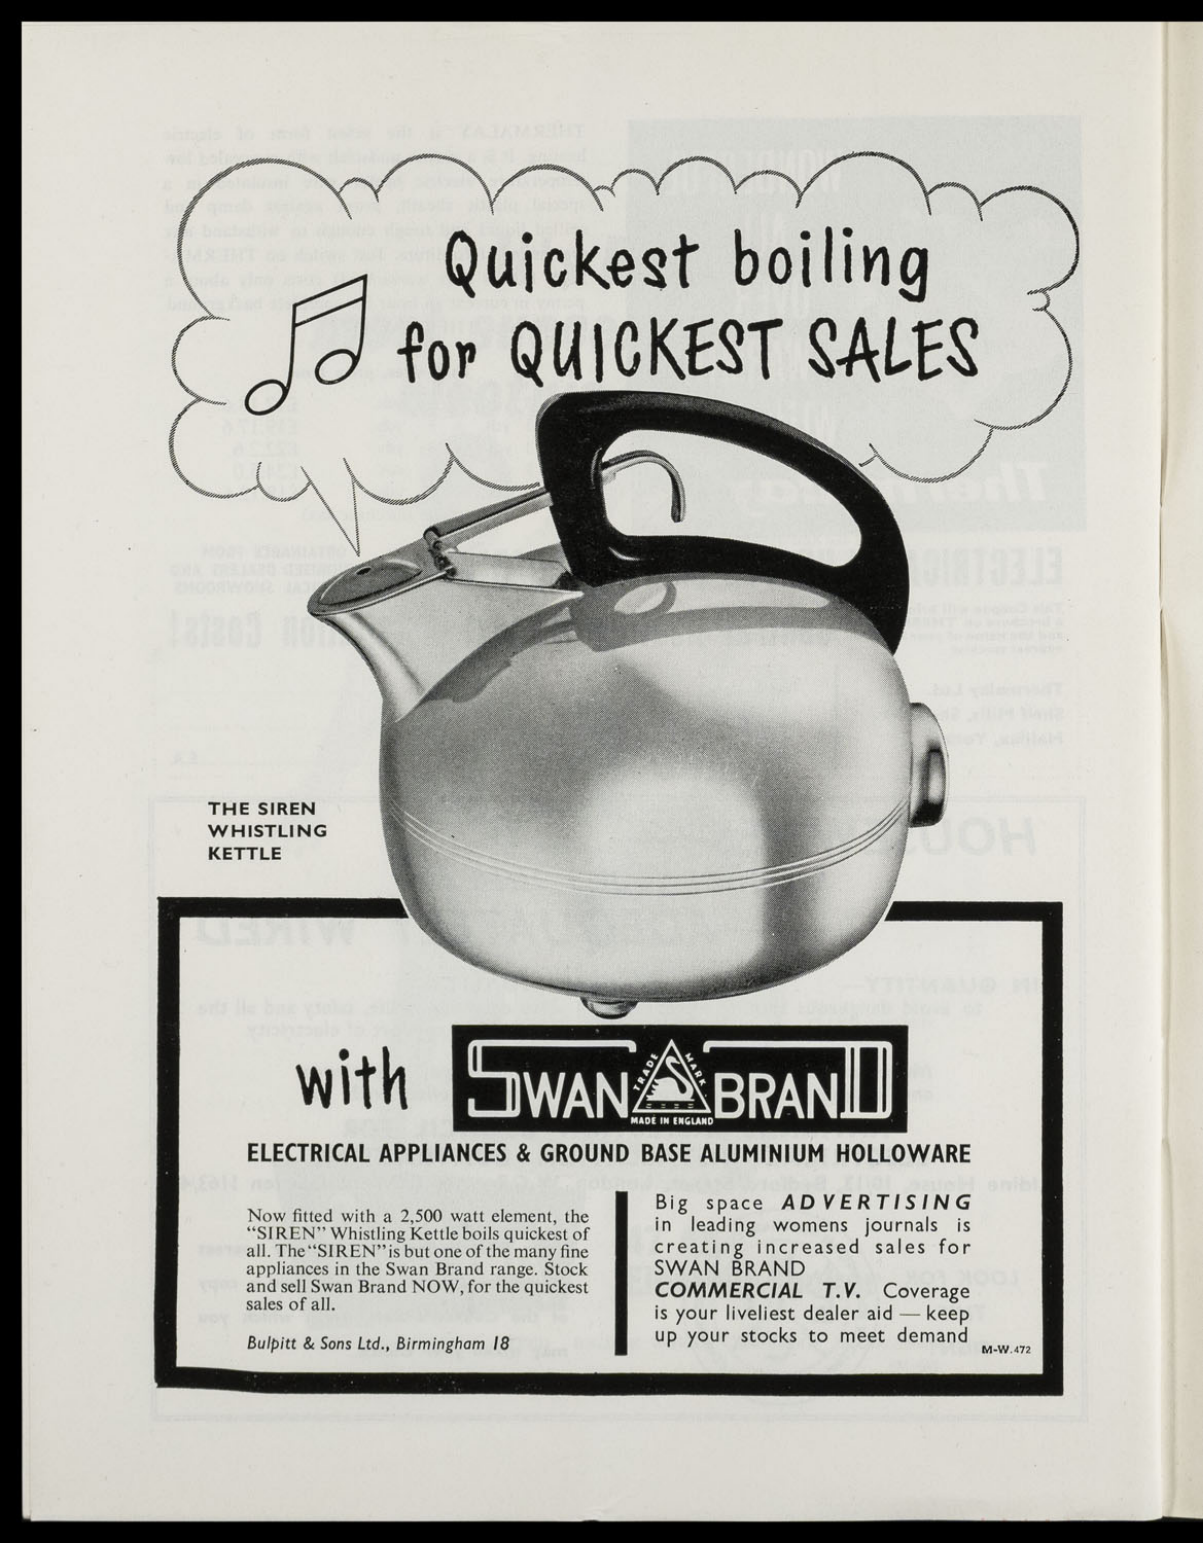 Quickest boiling
for QUICKEST SALES
THE SIREN
WHISTLING
KETTLE
with
SWAN BRAND
TRADE MARK
MADE IN ENGLAND
ELECTRICAL APPLIANCES & GROUND BASE ALUMINIUM HOLLOWARE
Now fitted with a 2,500 watt element, the
“SIREN” Whistling Kettle boils quickest of
all. The “SIREN” is but one of the many fine
appliances in the Swan Brand range. Stock
and sell Swan Brand NOW, for the quickest
sales of all.
Bulpitt & Sons Ltd., Birmingham 18
Big space ADVERTISING
in leading womens journals is
creating increased sales for
SWAN BRAND
COMMERCIAL T.V. Coverage
is your liveliest dealer aid — keep
up your stocks to meet demand
M-W.472